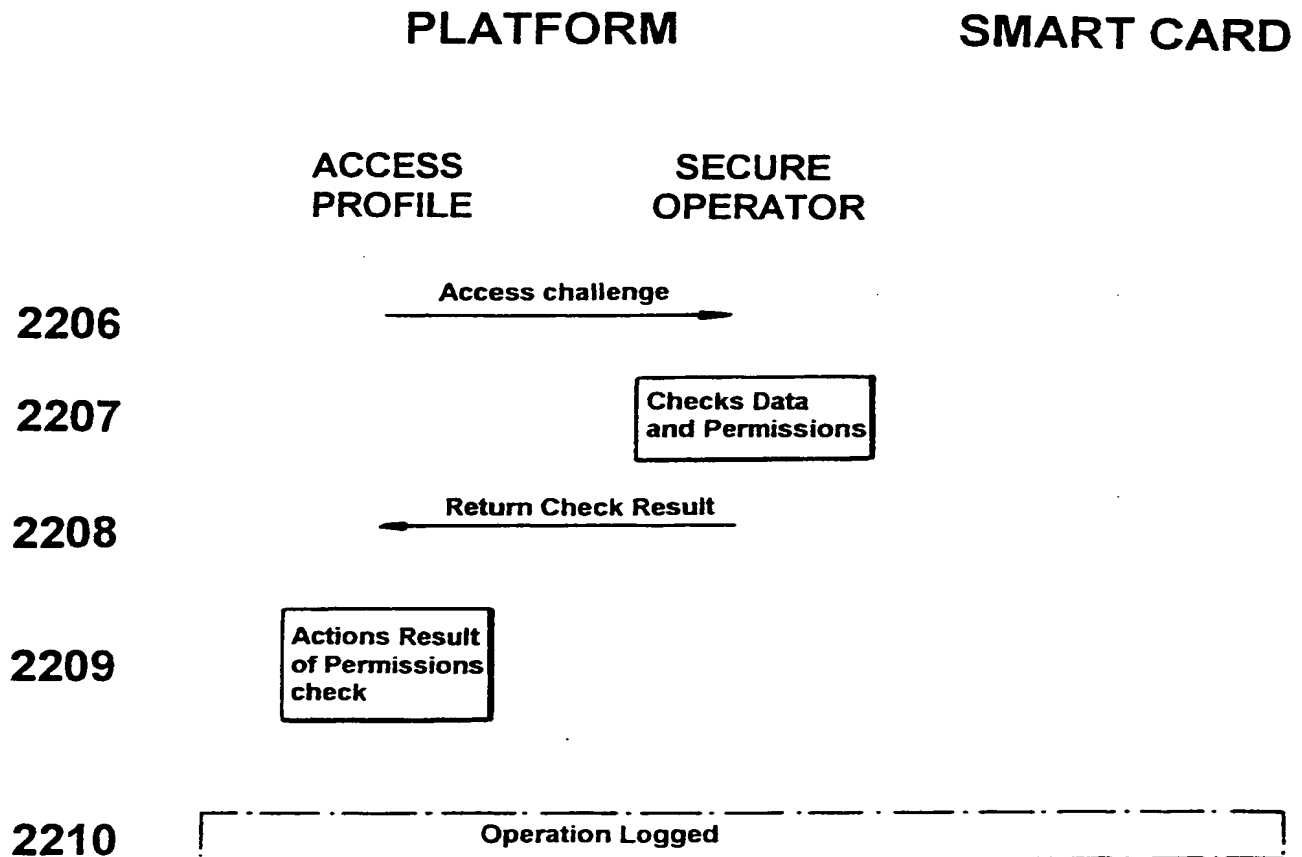 PLATFORM SMART CARD
ACCESS PROFILE
SECURE OPERATOR
2206 Access challenge
2207 Checks Data
and Permissions
2208 Return Check Result
2209 Actions Result
of Permissions
check
2210 Operation Logged